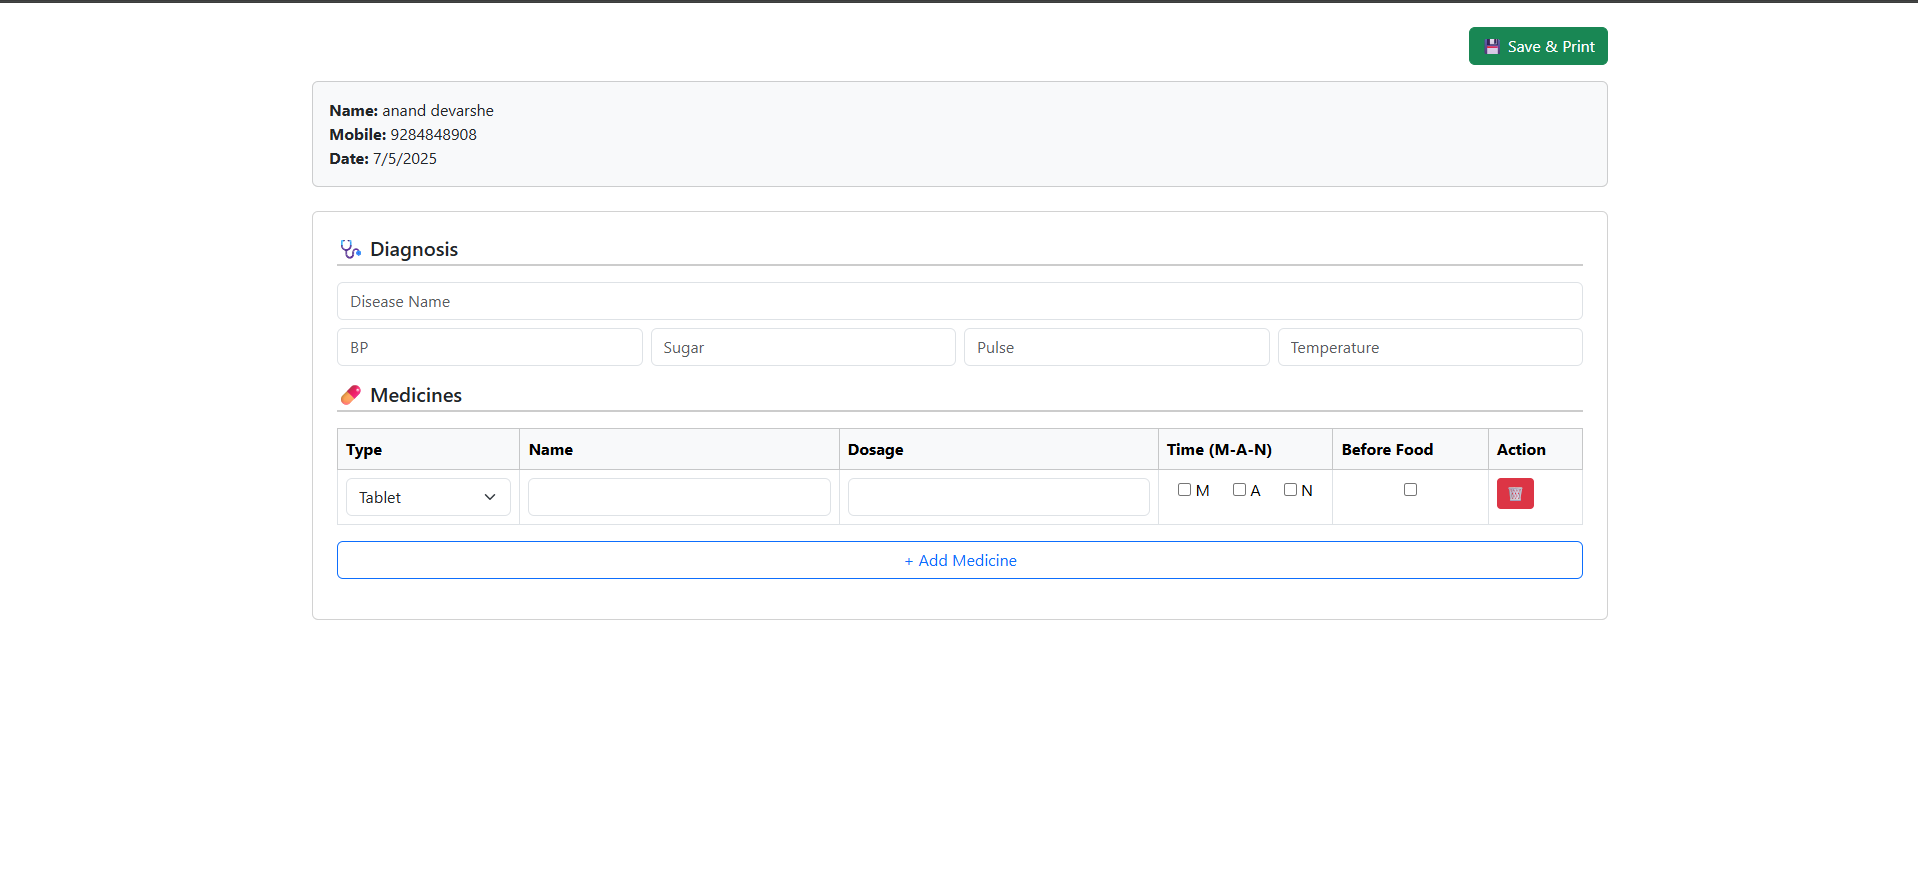 Save & Print
Name: anand devarshe
Mobile: 9284848908
Date: 7/5/2025
Diagnosis
Disease Name
BP Sugar Pulse Temperature
Medicines
Type Name Dosage Time (M-A-N) Before Food Action
Tablet M A N
+ Add Medicine